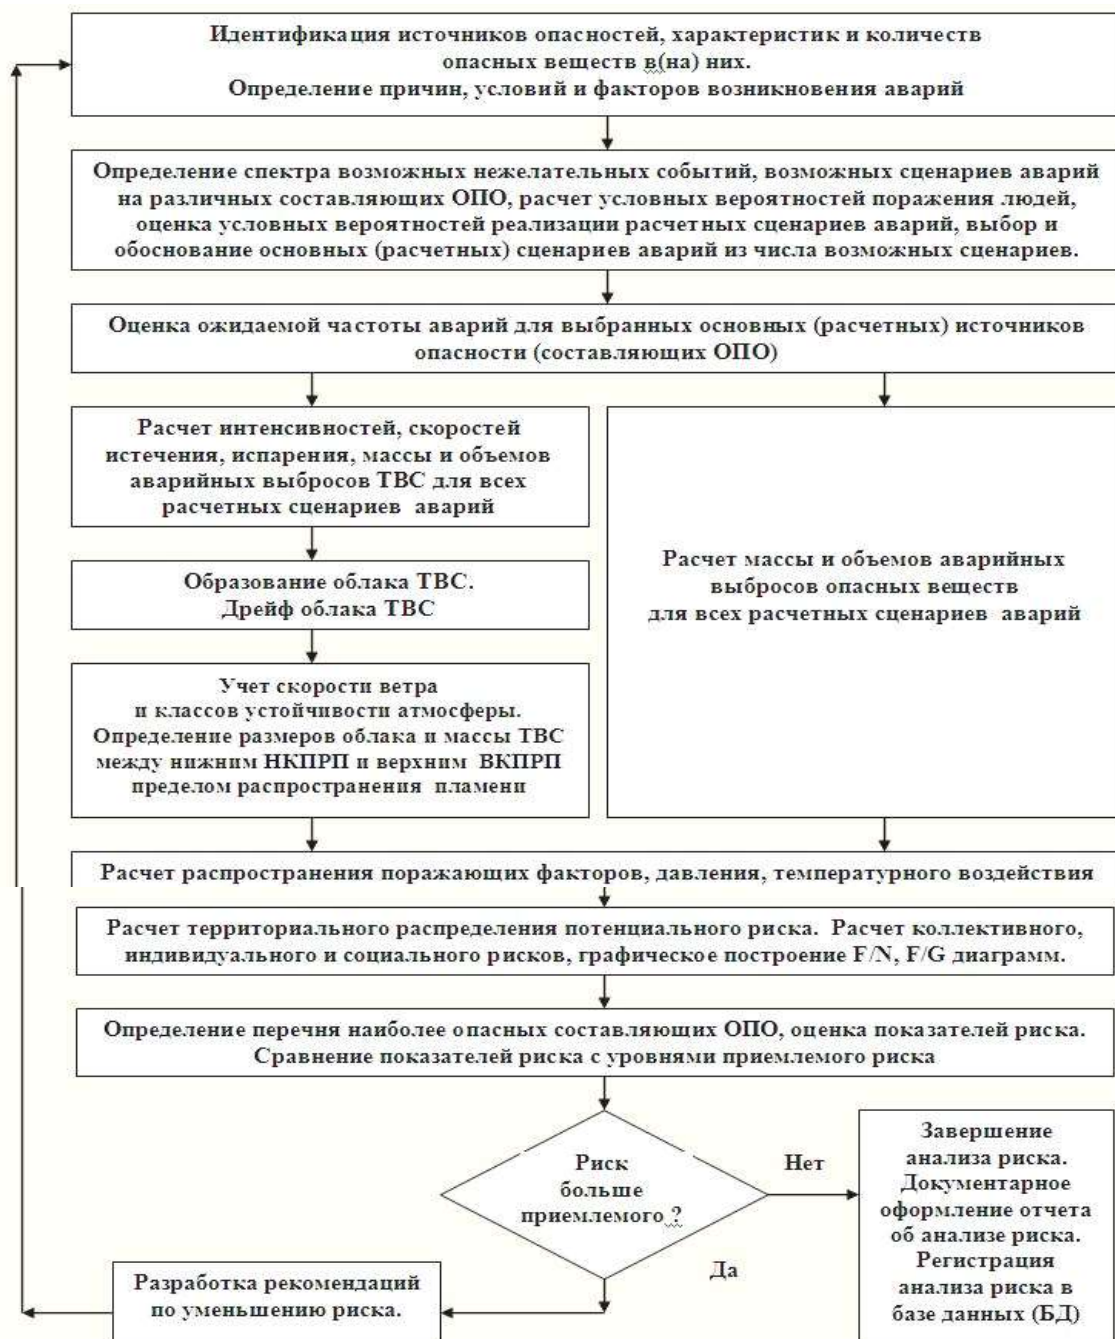 Идентификация источников опасностей, характеристик и количеств
опасных веществ в(на) них.
Определение причин, условий и факторов возникновения аварий
Определение спектра возможных нежелательных событий, возможных сценариев аварий
на различных составляющих ОПО, расчет условных вероятностей поражения людей,
оценка условных вероятностей реализации расчетных сценариев аварий, выбор и
обоснование основных (расчетных) сценариев аварий из числа возможных сценариев.
Оценка ожидаемой частоты аварий для выбранных основных (расчетных) источников
опасности (составляющих ОПО)
Расчет интенсивностей, скоростей
истечения, испарения, массы и объемов
аварийных выбросов ТВС для всех
расчетных сценариев аварий
Образование облака ТВС.
Дрейф облака ТВС
Учет скорости ветра
и классов устойчивости атмосферы.
Определение размеров облака и массы ТВС
между нижним НКПРП и верхним ВКПРП
пределом распространения пламени
Расчет массы и объемов аварийных
выбросов опасных веществ
для всех расчетных сценариев аварий
Расчет распространения поражающих факторов, давления, температурного воздействия
Расчет территориального распределения потенциального риска. Расчет коллективного,
индивидуального и социального рисков, графическое построение F/N, F/G диаграмм.
Определение перечня наиболее опасных составляющих ОПО, оценка показателей риска.
Сравнение показателей риска с уровнями приемлемого риска
Риск
больше
приемлемого ?
Нет
Завершение
анализа риска.
Документарное
оформление отчета
об анализе риска.
Регистрация
анализа риска в
базе данных (БД)
Да
Разработка рекомендаций
по уменьшению риска.